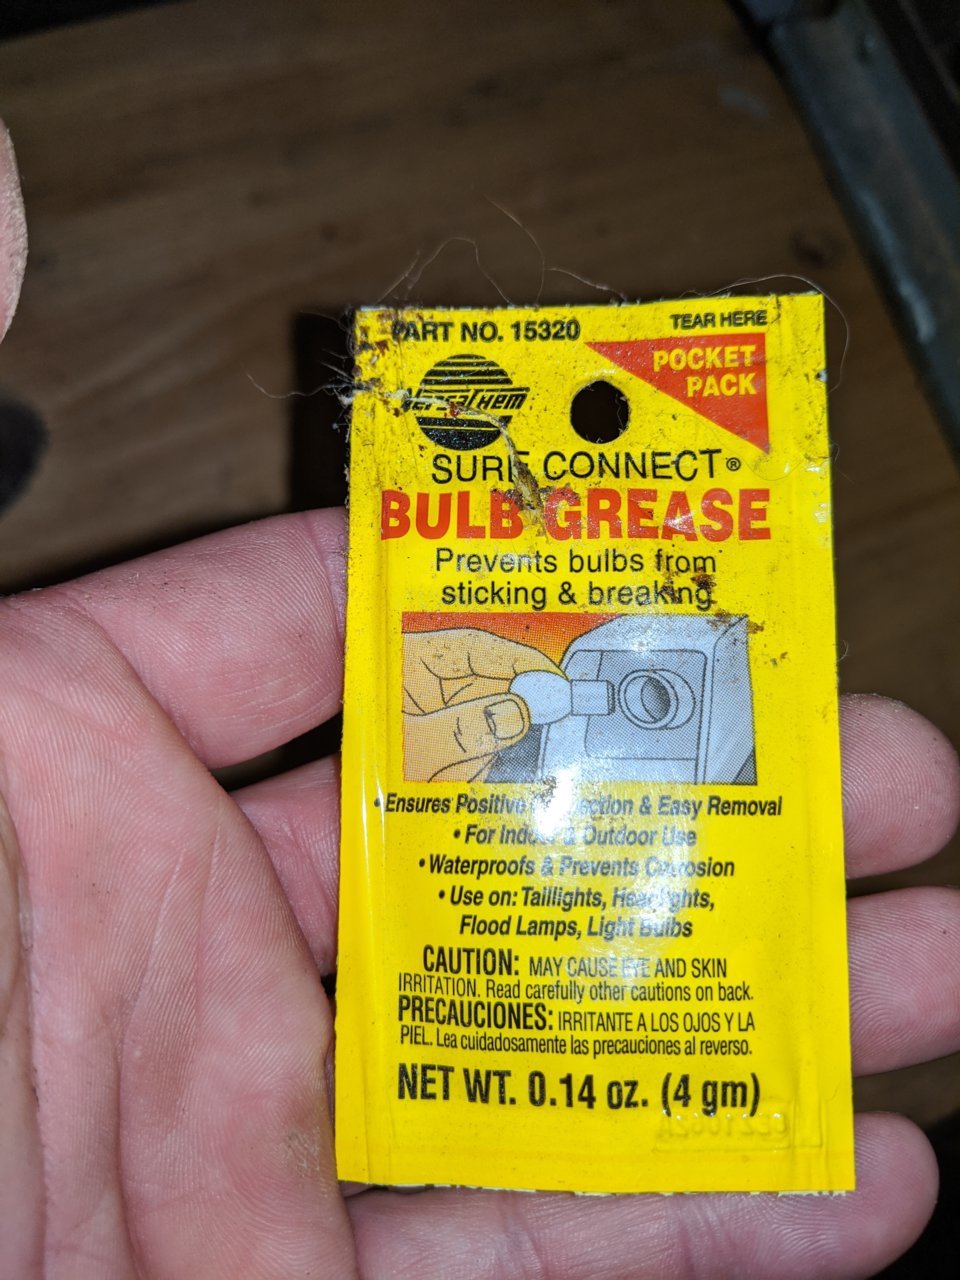 PART NO. 15320
TEAR HERE
POCKET
PACK
VersaChem
SURE CONNECT®
BULB GREASE
Prevents bulbs from
sticking & breaking
• Ensures Positive Connection & Easy Removal
• For Indoor & Outdoor Use
• Waterproofs & Prevents Corrosion
• Use on: Taillights, Headlights,
Flood Lamps, Light Bulbs
CAUTION: MAY CAUSE EYE AND SKIN
IRRITATION. Read carefully other cautions on back.
PRECAUCIONES: IRRITANTE A LOS OJOS Y LA
PIEL. Lea cuidadosamente las precauciones al reverso.
NET WT. 0.14 oz. (4 gm)